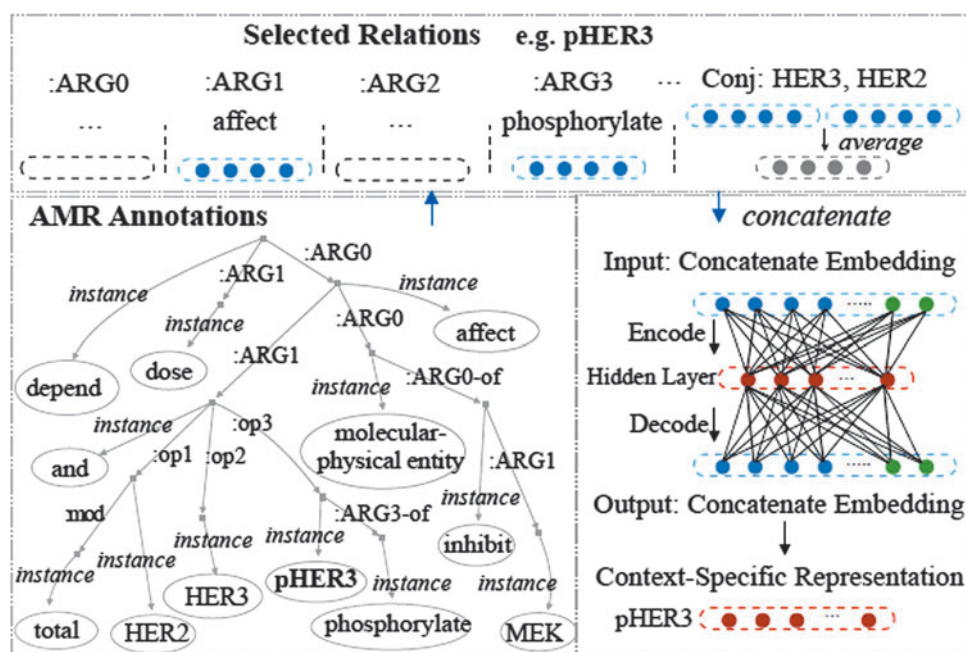 Selected Relations e.g. pHER3
:ARG0 :ARG1 :ARG2 :ARG3 ... Conj: HER3, HER2
... affect ... phosphorylate
average
AMR Annotations
:ARG0
:ARG1
instance
instance
:ARG0
instance
affect
depend
dose
:ARG1
:ARG0-of
instance
instance
:op3
molecular-
physical entity
and
:op1
:op2
:ARG1
mod
:ARG3-of
instance
instance
instance
instance
inhibit
instance
instance
instance
HER3
pHER3
total
HER2
phosphorylate
MEK
concatenate
Input: Concatenate Embedding
.....
Encode
Hidden Layer
...
Decode
.....
Output: Concatenate Embedding
Context-Specific Representation
pHER3 ...